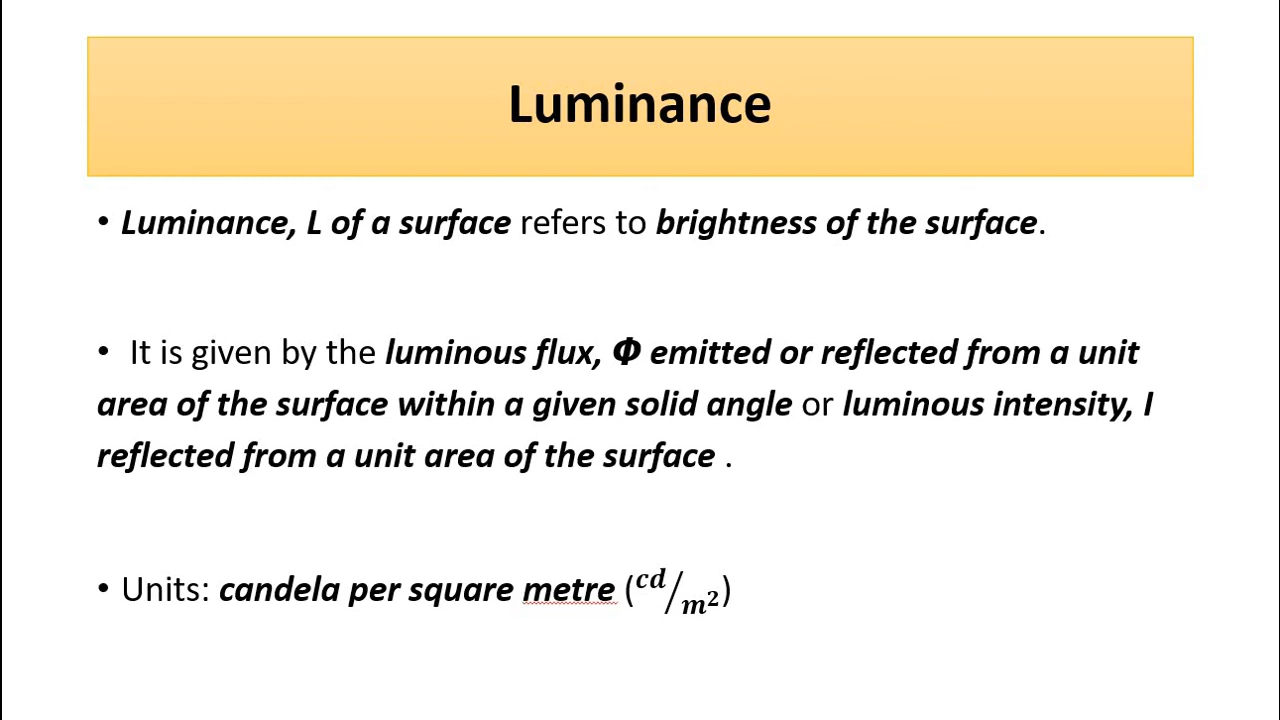 Luminance
• Luminance, L of a surface refers to brightness of the surface.
• It is given by the luminous flux, Φ emitted or reflected from a unit
area of the surface within a given solid angle or luminous intensity, I
reflected from a unit area of the surface .
• Units: candela per square metre (cd/m²)